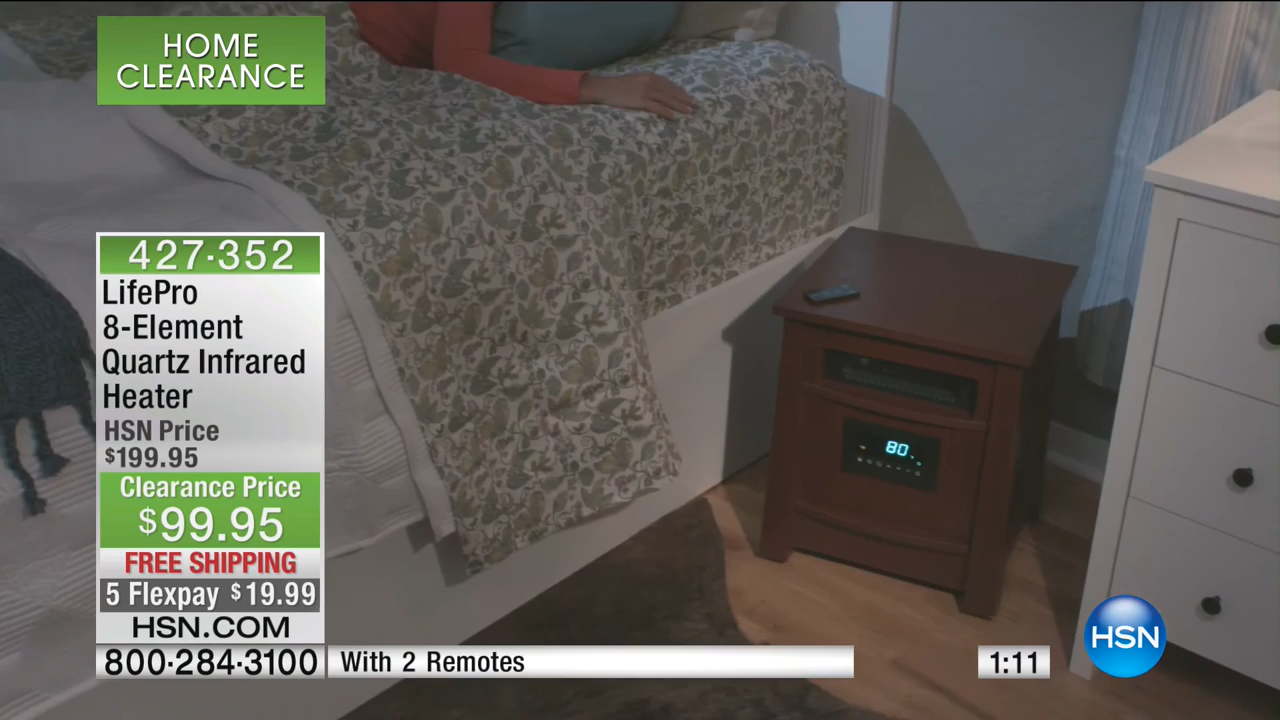 HOME
CLEARANCE
427·352
LifePro
8-Element
Quartz Infrared
Heater
HSN Price
$199.95
Clearance Price
$99.95
FREE SHIPPING
5 Flexpay $19.99
HSN.COM
800·284·3100
With 2 Remotes
1:11
HSN
80